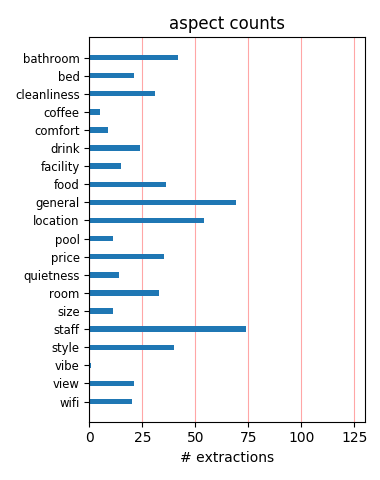 aspect counts
bathroom
bed
cleanliness
coffee
comfort
drink
facility
food
general
location
pool
price
quietness
room
size
staff
style
vibe
view
wifi
0 25 50 75 100 125
# extractions